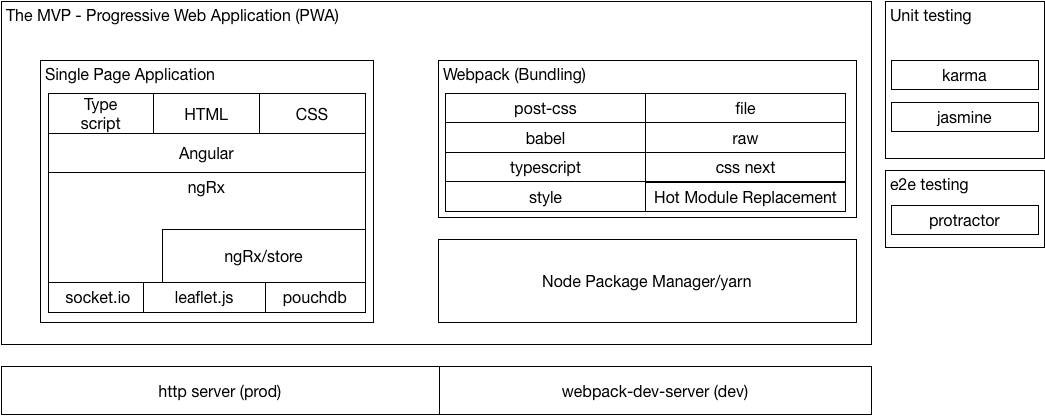 The MVP - Progressive Web Application (PWA)
Single Page Application
Type
script
HTML
CSS
Angular
ngRx
ngRx/store
socket.io
leaflet.js
pouchdb
Webpack (Bundling)
post-css
file
babel
raw
typescript
css next
style
Hot Module Replacement
Node Package Manager/yarn
Unit testing
karma
jasmine
e2e testing
protractor
http server (prod)
webpack-dev-server (dev)